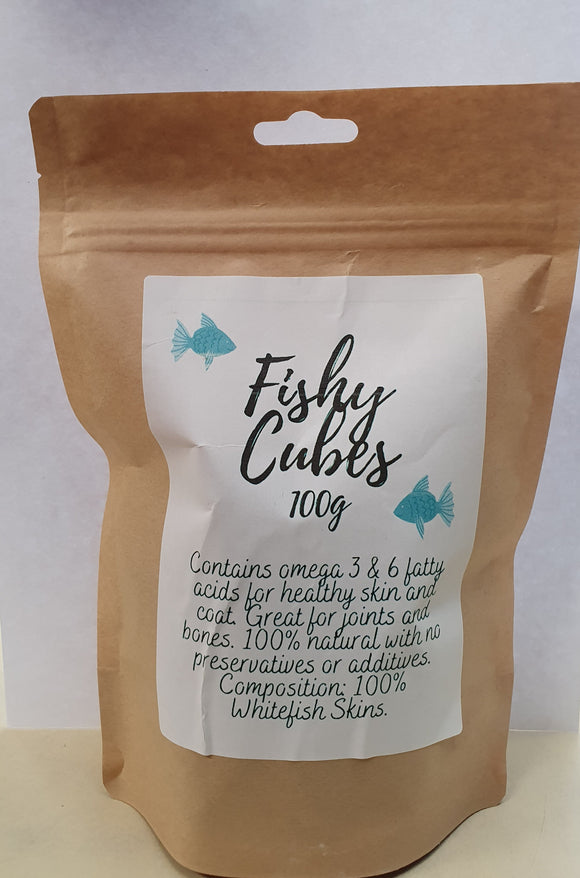 Fishy
Cubes
100g
Contains omega 3 & 6 fatty
acids for healthy skin and
coat. Great for joints and
bones. 100% natural with no
preservatives or additives.
Composition: 100%
Whitefish Skins.